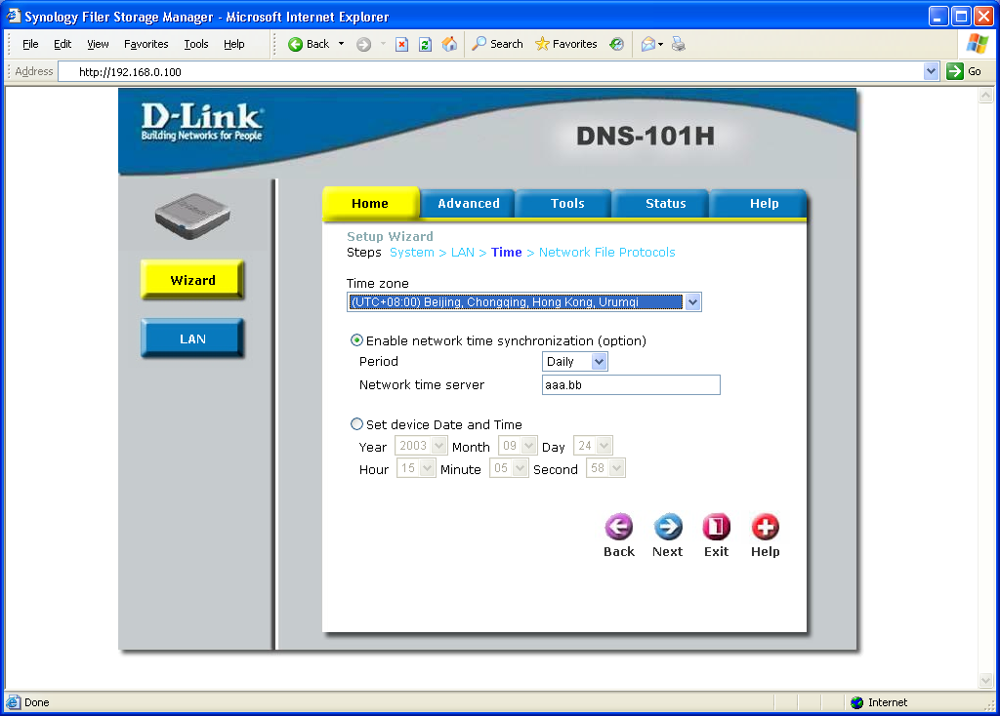 Synology Filer Storage Manager - Microsoft Internet Explorer
File Edit View Favorites Tools Help Back Search Favorites
Address http://192.168.0.100 Go
D-Link
Building Networks for People
DNS-101H
Home Advanced Tools Status Help
Setup Wizard
Steps System > LAN > Time > Network File Protocols
Wizard
LAN
Time zone
(UTC+08:00) Beijing, Chongqing, Hong Kong, Urumqi
Enable network time synchronization (option)
Period Daily
Network time server aaa.bb
Set device Date and Time
Year 2003 Month 09 Day 24
Hour 15 Minute 05 Second 58
Back Next Exit Help
Done Internet